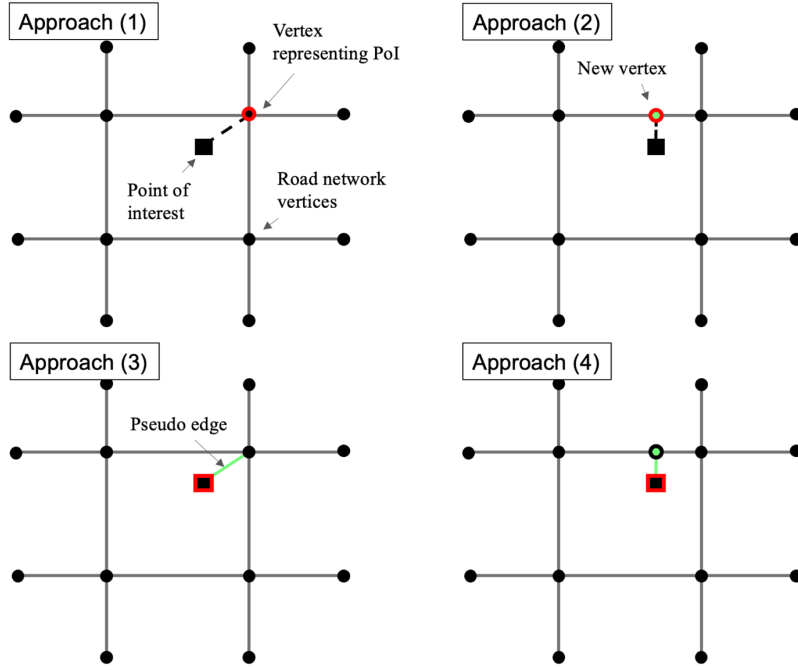 Approach (1)
Vertex
representing PoI
Point of
interest
Road network
vertices
Approach (2)
New vertex
Approach (3)
Pseudo edge
Approach (4)